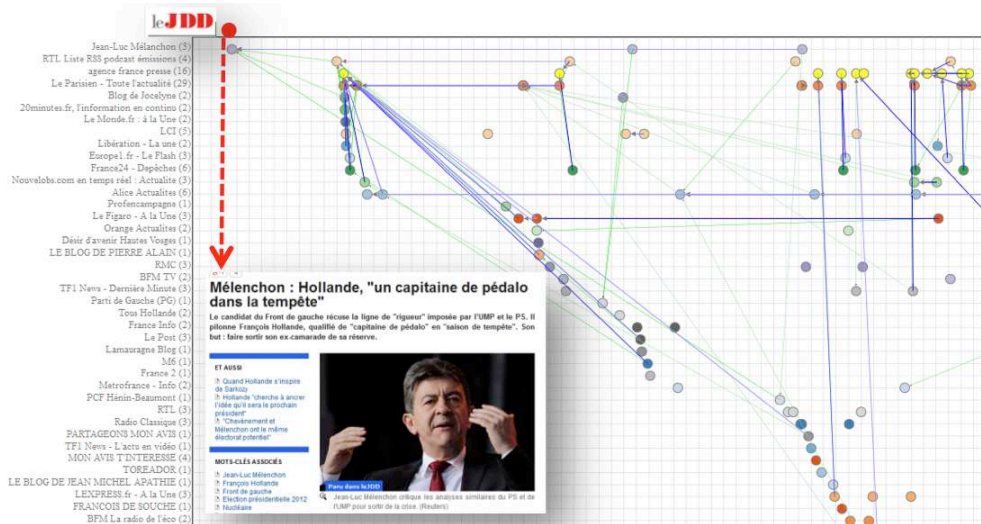 le JDD
Jean-Luc Mélanchon (3)
RTL Liste RSS podcast émissions (4)
agence france presse (16)
Le Parisien - Toute l'actualité (29)
Blog de Jocelyne (2)
20minutes.fr, l'information en continu (2)
Le Monde.fr : à la Une (2)
LCI (5)
Libération - La une (2)
Europe1.fr - Le Flash (3)
France24 - Depêches (6)
Nouvelobs.com en temps réel : Actualite (3)
Alice Actualites (6)
Profencampagne (1)
Le Figaro - A la Une (3)
Orange Actualites (2)
Désir d'avenir Hautes Vosges (1)
LE BLOG DE PIERRE ALAIN (1)
RMC (3)
BFM TV (2)
TF1 News - Dernière Minute (3)
Parti de Gauche (PG) (1)
Tous Hollande (2)
France Info (2)
Le Post (3)
Lamauragne Blog (1)
M6 (1)
France 2 (1)
Metrofrance - Info (2)
PCF Hénin-Beaumont (1)
RTL (3)
Radio Classique (3)
PARTAGEONS MON AVIS (1)
TF1 News - L'actu en vidéo (1)
MON AVIS T'INTERESSE (4)
TOREADOR (1)
LE BLOG DE JEAN MICHEL APATHIE (1)
LEXPRESS.fr - A la Une (3)
FRANCOIS DE SOUCHE (1)
BFM La radio de l'éco (2)
Mélenchon : Hollande, "un capitaine de pédalo
dans la tempête"
Le candidat du Front de gauche récuse la ligne de "rigueur" imposée par l'UMP et le PS. Il
pilonne François Hollande, qualifié de "capitaine de pédalo" en "saison de tempête". Son
but : faire sortir son ex-camarade de sa réserve.
ET AUSSI
Quand Hollande s'inspire
de Sarkozy
Hollande "cherche à ancrer
l'idée qu'il sera le prochain
président"
"Chevènement et
Mélenchon ont le même
électorat potentiel"
MOTS-CLÉS ASSOCIÉS
Jean-Luc Mélenchon
François Hollande
Front de gauche
Election présidentielle 2012
Nucléaire
Paru dans leJDD
Jean-Luc Mélenchon critique les analyses similaires du PS et de
l'UMP pour sortir de la crise. (Reuters)